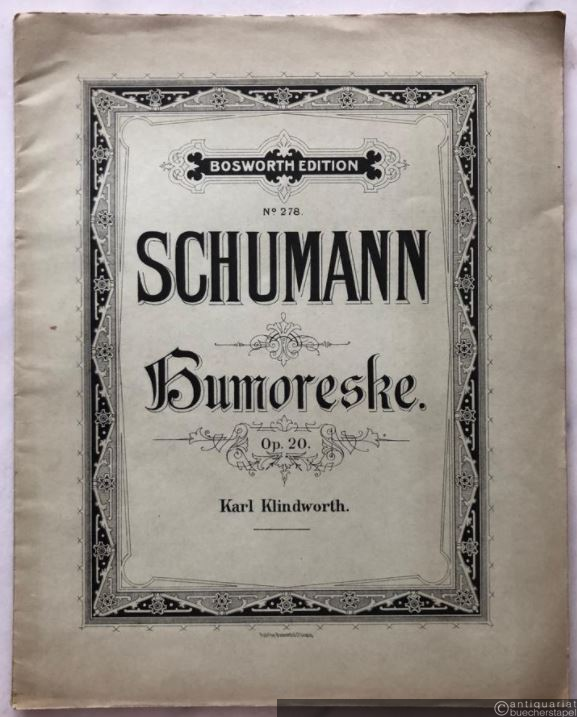 BOSWORTH EDITION
Nº 278.
SCHUMANN
Humoreske.
Op. 20.
Karl Klindworth.
antiquariat
buecherstapel